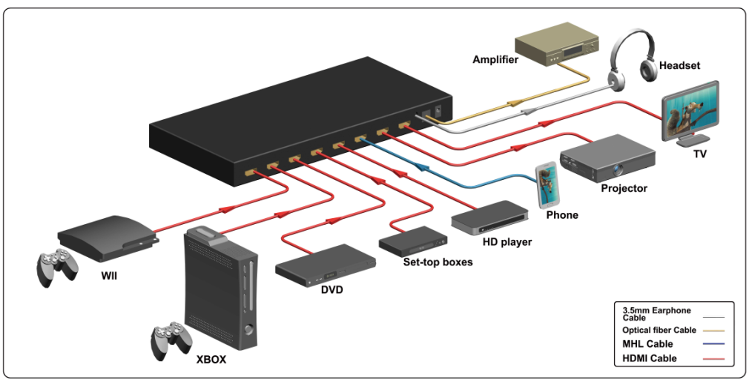 Amplifier
Headset
TV
Projector
Phone
HD player
Set-top boxes
DVD
WII
XBOX
3.5mm Earphone
Cable
Optical fiber Cable
MHL Cable
HDMI Cable